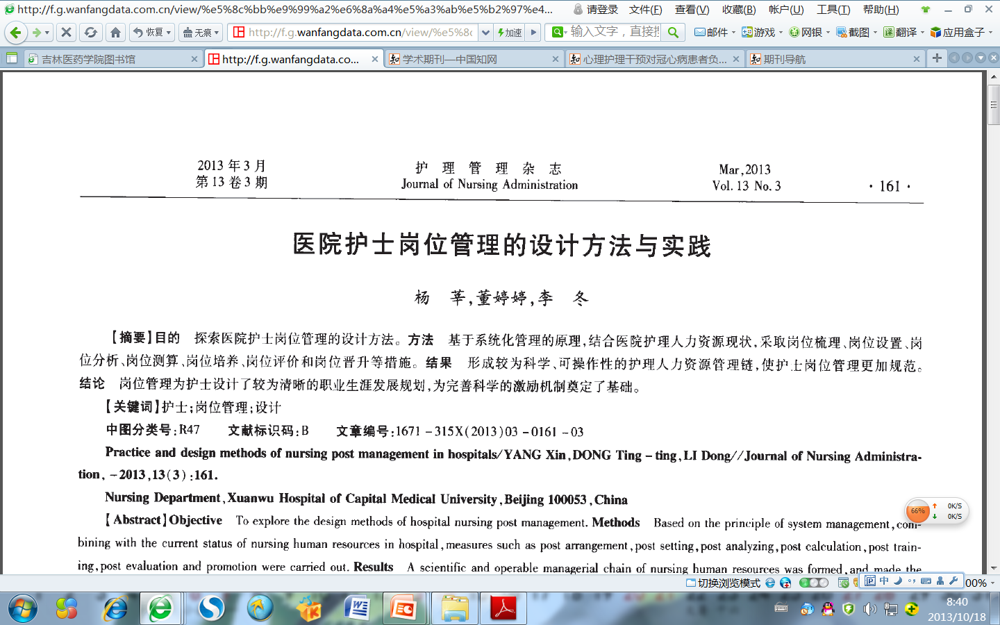 http://f.g.wanfangdata.com.cn/view/%e5%8c%bb%e9%99%a2%e6%8a%a4%e5%a3%ab%e5%b2%97%e4...
请登录 文件(F) 查看(V) 收藏(B) 帐户(U) 工具(T) 帮助(H)
恢复 无痕 http://f.g.wanfangdata.com.cn/view/%e5%8c 加速 输入文字，直接搜 邮件 游戏 网银 截图 翻译 应用盒子
吉林医药学院图书馆 http://f.g.wanfangdata.co... 学术期刊—中国知网 心理护理干预对冠心病患者负... 期刊导航
2013 年 3 月 护 理 管 理 杂 志 Mar,2013
第 13 卷 3 期 Journal of Nursing Administration Vol. 13 No. 3 · 161 ·
医院护士岗位管理的设计方法与实践
杨 莘,董婷婷,李 冬
【摘要】目的 探索医院护士岗位管理的设计方法。方法 基于系统化管理的原理,结合医院护理人力资源现状,采取岗位梳理、岗位设置、岗
位分析、岗位测算、岗位培养、岗位评价和岗位晋升等措施。结果 形成较为科学、可操作性的护理人力资源管理链,使护士岗位管理更加规范。
结论 岗位管理为护士设计了较为清晰的职业生涯发展规划,为完善科学的激励机制奠定了基础。
【关键词】护士;岗位管理;设计
中图分类号:R47 文献标识码:B 文章编号:1671-315X(2013)03-0161-03
Practice and design methods of nursing post management in hospitals/YANG Xin,DONG Ting-ting,LI Dong//Journal of Nursing Administra-
tion, -2013,13(3):161.
Nursing Department,Xuanwu Hospital of Capital Medical University,Beijing 100053,China
【Abstract】Objective To explore the design methods of hospital nursing post management. Methods Based on the principle of system management,com-
bining with the current status of nursing human resources in hospital,measures such as post arrangement,post setting,post analyzing,post calculation,post train-
ing,post evaluation and promotion were carried out. Results A scientific and operable managerial chain of nursing human resources was formed,and made the
66% 0K/S
0K/S
切换浏览模式 中 00%
8:40
2013/10/18